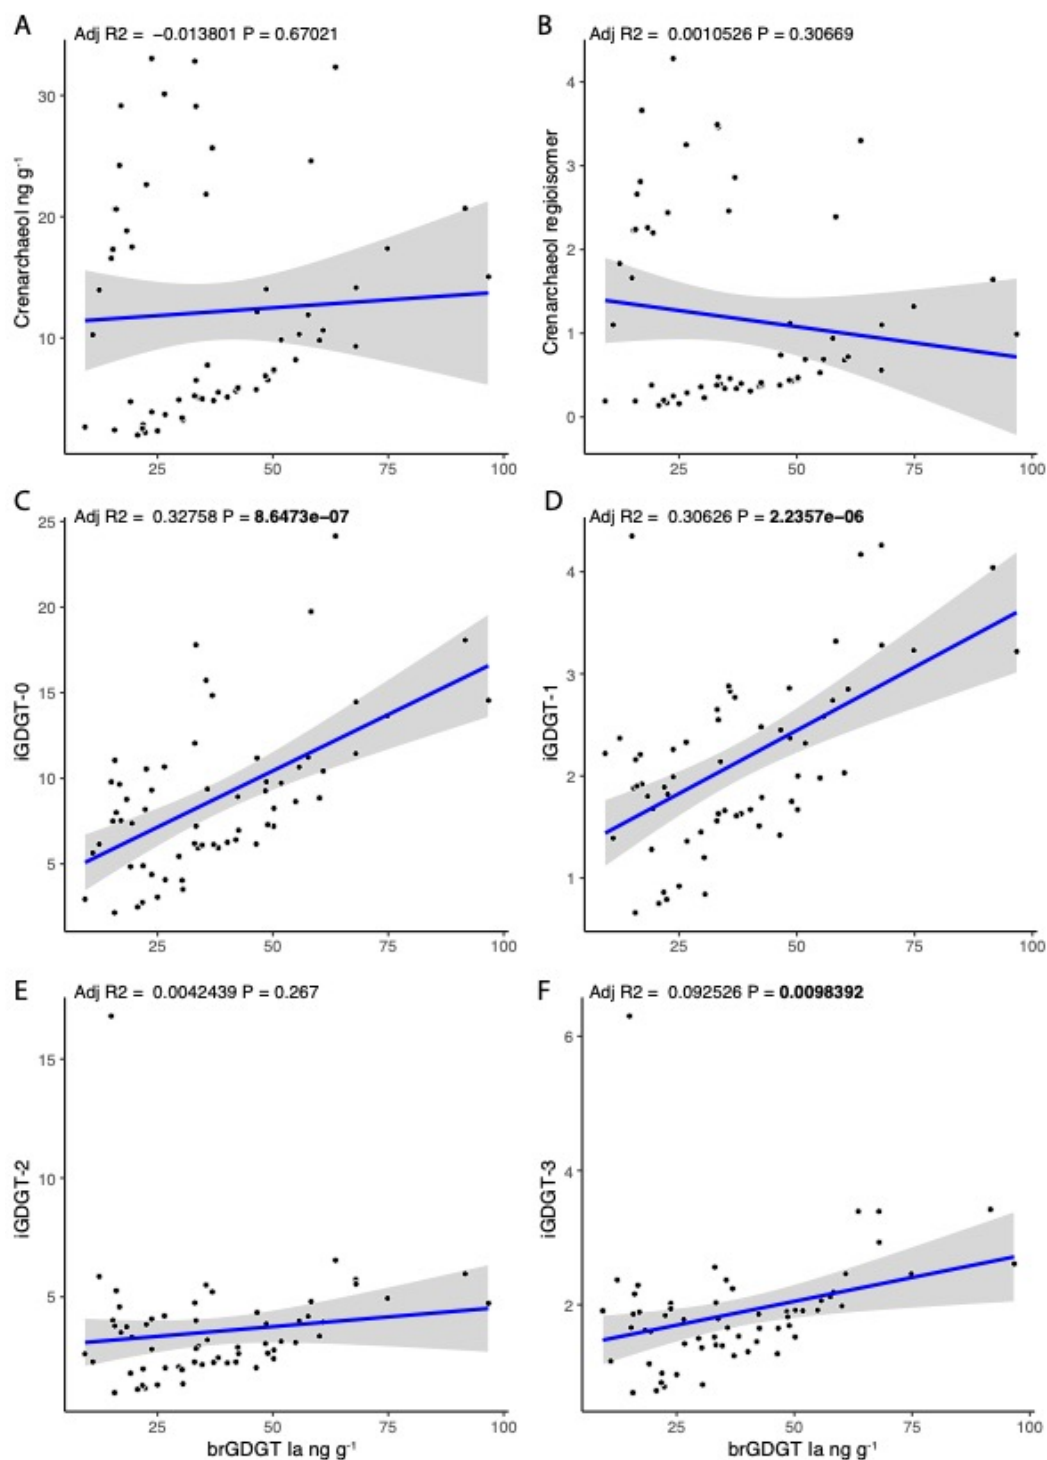 A
Adj R2 = −0.013801 P = 0.67021
Crenarchaeol ng g⁻¹
30
20
10
25 50 75 100
B
Adj R2 = 0.0010526 P = 0.30669
Crenarchaeol regioisomer
4
3
2
1
0
25 50 75 100
C
Adj R2 = 0.32758 P = 8.6473e−07
iGDGT-0
25
20
15
10
5
25 50 75 100
D
Adj R2 = 0.30626 P = 2.2357e−06
iGDGT-1
4
3
2
1
25 50 75 100
E
Adj R2 = 0.0042439 P = 0.267
iGDGT-2
15
10
5
25 50 75 100
brGDGT Ia ng g⁻¹
F
Adj R2 = 0.092526 P = 0.0098392
iGDGT-3
6
4
2
25 50 75 100
brGDGT Ia ng g⁻¹